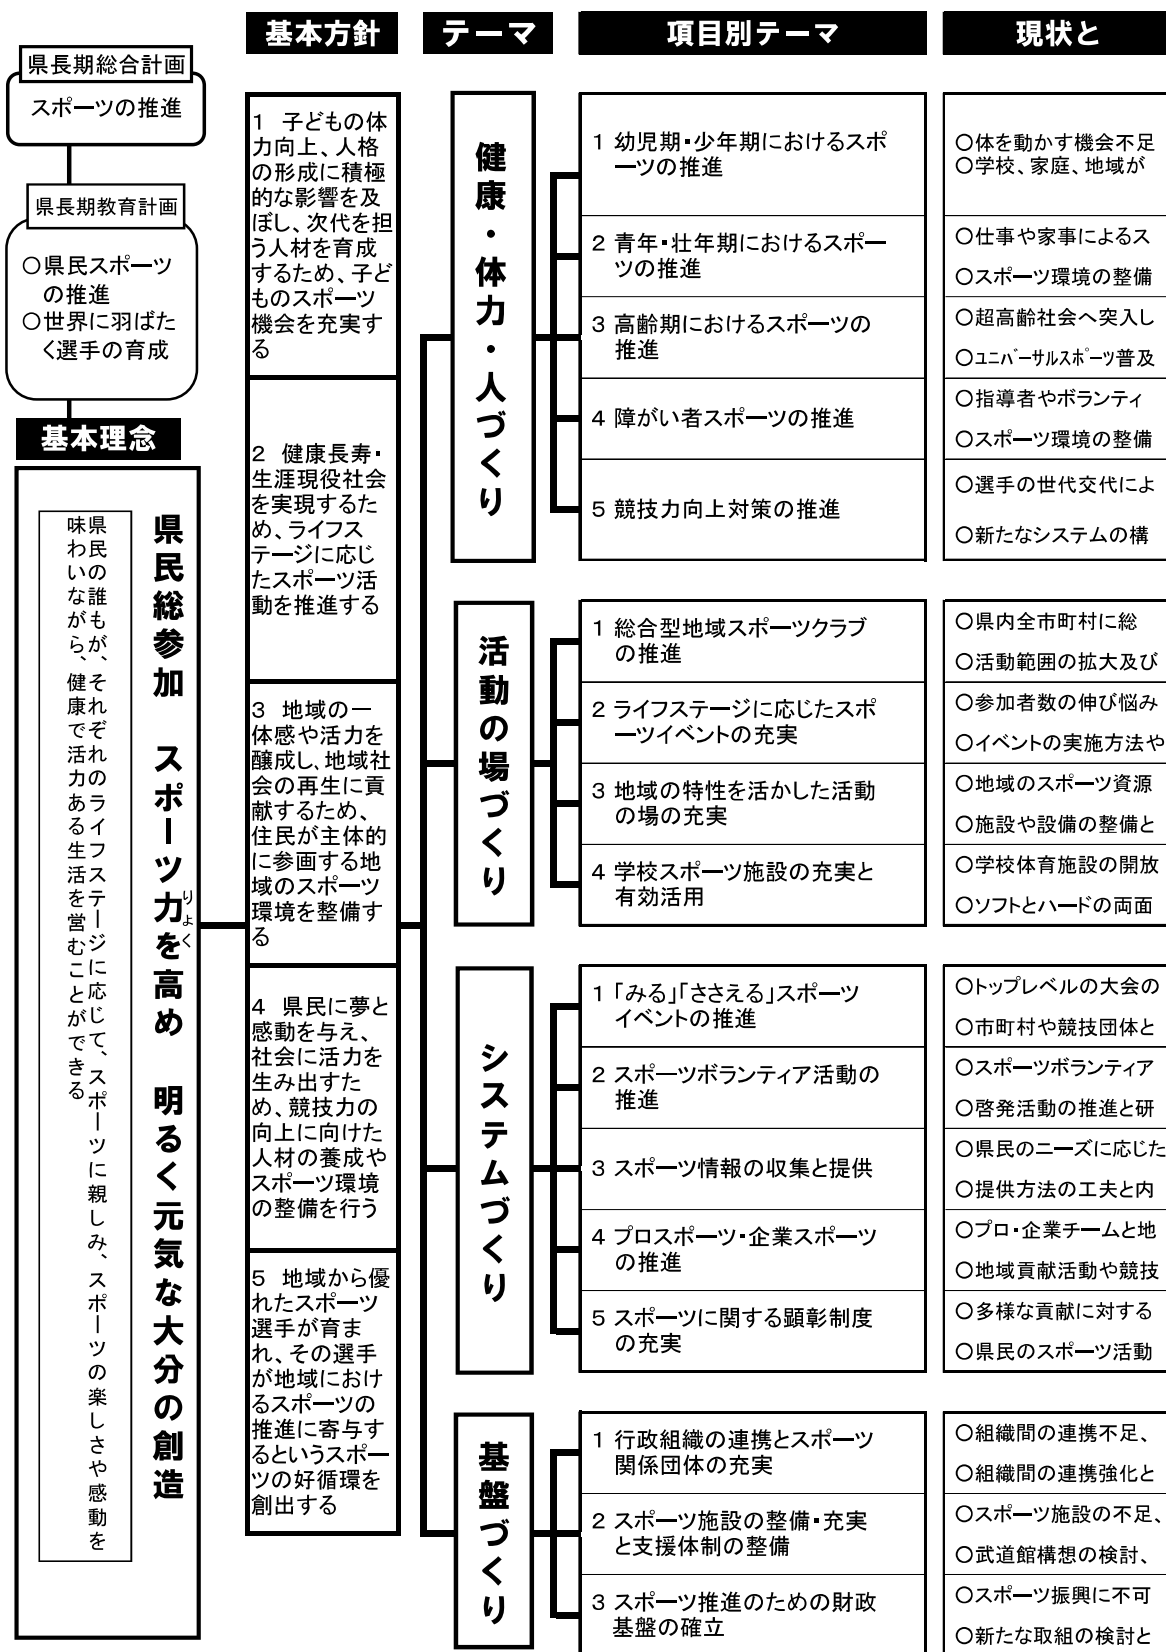 県長期総合計画
スポーツの推進
県長期教育計画
○県民スポーツ
の推進
○世界に羽ばた
く選手の育成
基本理念
県民総参加 スポーツ力を高め 明るく元気な大分の創造
りょく
県民の誰もが、それぞれのライフステージに応じて、スポーツに親しみ、スポーツの楽しさや感動を
味わいながら、健康で活力ある生活を営むことができる
基本方針
1 子どもの体
力向上、人格
の形成に積極
的な影響を及
ぼし、次代を担
う人材を育成
するため、子ど
ものスポーツ
機会を充実す
る
2 健康長寿・
生涯現役社会
を実現するた
め、ライフス
テージに応じ
たスポーツ活
動を推進する
3 地域の一
体感や活力を
醸成し、地域社
会の再生に貢
献するため、
住民が主体的
に参画する地
域のスポーツ
環境を整備す
る
4 県民に夢と
感動を与え、
社会に活力を
生み出すた
め、競技力の
向上に向けた
人材の養成や
スポーツ環境
の整備を行う
5 地域から優
れたスポーツ
選手が育ま
れ、その選手
が地域におけ
るスポーツの
推進に寄与す
るというスポー
ツの好循環を
創出する
テーマ
項目別テーマ
現状と
健康・体力・人づくり
1 幼児期・少年期におけるスポ
ーツの推進
○体を動かす機会不足
○学校、家庭、地域が
2 青年・壮年期におけるスポー
ツの推進
○仕事や家事によるス
○スポーツ環境の整備
3 高齢期におけるスポーツの
推進
○超高齢社会へ突入し
○ユニバーサルスポーツ普及
4 障がい者スポーツの推進
○指導者やボランティ
○スポーツ環境の整備
5 競技力向上対策の推進
○選手の世代交代によ
○新たなシステムの構
活動の場づくり
1 総合型地域スポーツクラブ
の推進
○県内全市町村に総
○活動範囲の拡大及び
2 ライフステージに応じたスポ
ーツイベントの充実
○参加者数の伸び悩み
○イベントの実施方法や
3 地域の特性を活かした活動
の場の充実
○地域のスポーツ資源
○施設や設備の整備と
4 学校スポーツ施設の充実と
有効活用
○学校体育施設の開放
○ソフトとハードの両面
システムづくり
1 「みる」「ささえる」スポーツ
イベントの推進
○トップレベルの大会の
○市町村や競技団体と
2 スポーツボランティア活動の
推進
○スポーツボランティア
○啓発活動の推進と研
3 スポーツ情報の収集と提供
○県民のニーズに応じた
○提供方法の工夫と内
4 プロスポーツ・企業スポーツ
の推進
○プロ・企業チームと地
○地域貢献活動や競技
5 スポーツに関する顕彰制度
の充実
○多様な貢献に対する
○県民のスポーツ活動
基盤づくり
1 行政組織の連携とスポーツ
関係団体の充実
○組織間の連携不足、
○組織間の連携強化と
2 スポーツ施設の整備・充実
と支援体制の整備
○スポーツ施設の不足、
○武道館構想の検討、
3 スポーツ推進のための財政
基盤の確立
○スポーツ振興に不可
○新たな取組の検討と